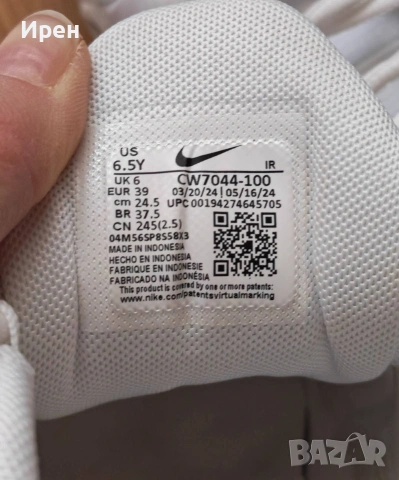 Ирен
US
6.5Y IR
UK 6 CW7044-100
EUR 39 03/20/24 | 05/16/24
cm 24.5 UPC 00194274645705
BR 37.5
CN 245(2.5)
04M56SP8S58X3
MADE IN INDONESIA
HECHO EN INDONESIA
FABRIQUE EN INDONESIE
FABRICADO NA INDONÉSIA
This product is covered by one or more patents:
www.nike.com/patentsvirtualmarking
BAZAR
bg